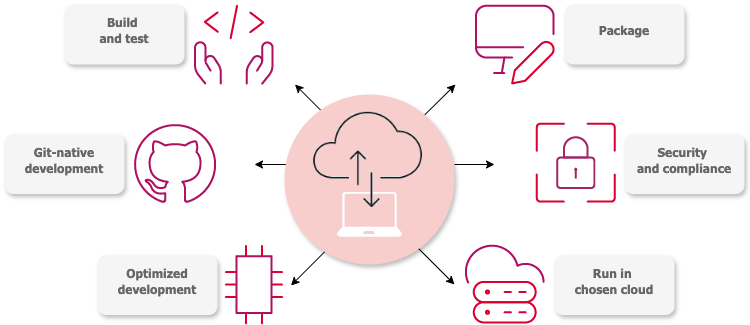 Build
and test
Package
Git-native
development
Security
and compliance
Optimized
development
Run in
chosen cloud